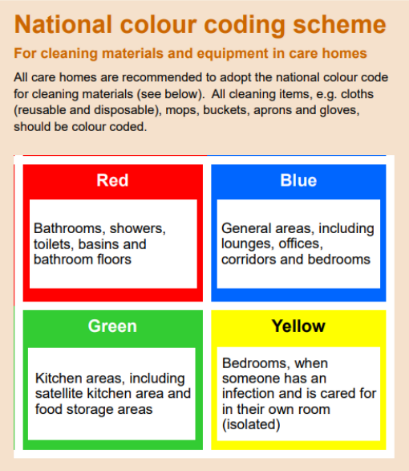 National colour coding scheme
For cleaning materials and equipment in care homes
All care homes are recommended to adopt the national colour code
for cleaning materials (see below).  All cleaning items, e.g. cloths
(reusable and disposable), mops, buckets, aprons and gloves,
should be colour coded.
Red
Bathrooms, showers,
toilets, basins and
bathroom floors
Blue
General areas, including
lounges, offices,
corridors and bedrooms
Green
Kitchen areas, including
satellite kitchen area and
food storage areas
Yellow
Bedrooms, when
someone has an
infection and is cared for
in their own room
(isolated)